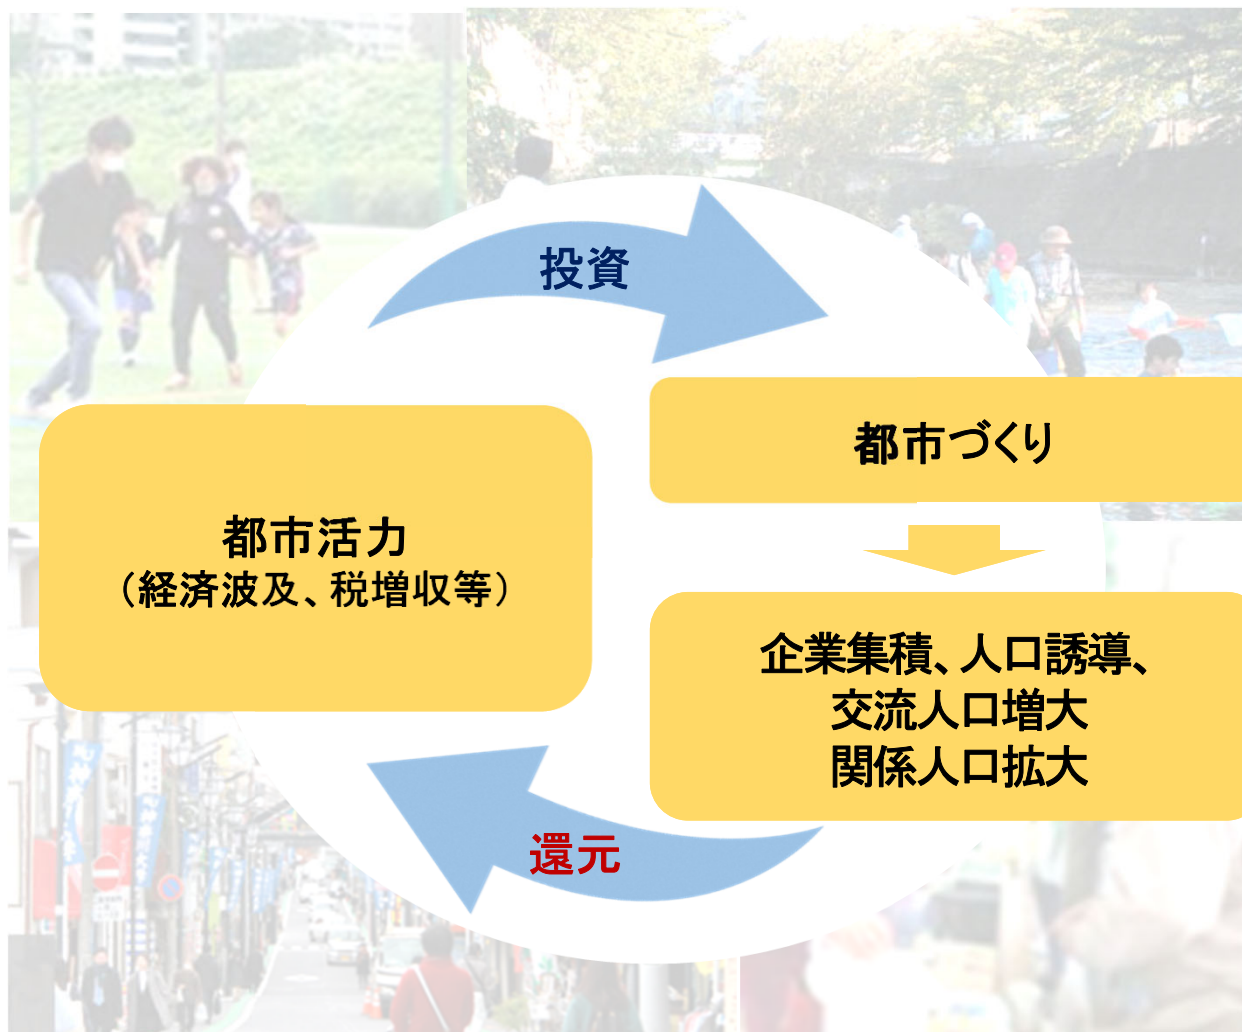 投資
都市づくり
都市活力
（経済波及、税増収等）
企業集積、人口誘導、
交流人口増大
関係人口拡大
還元